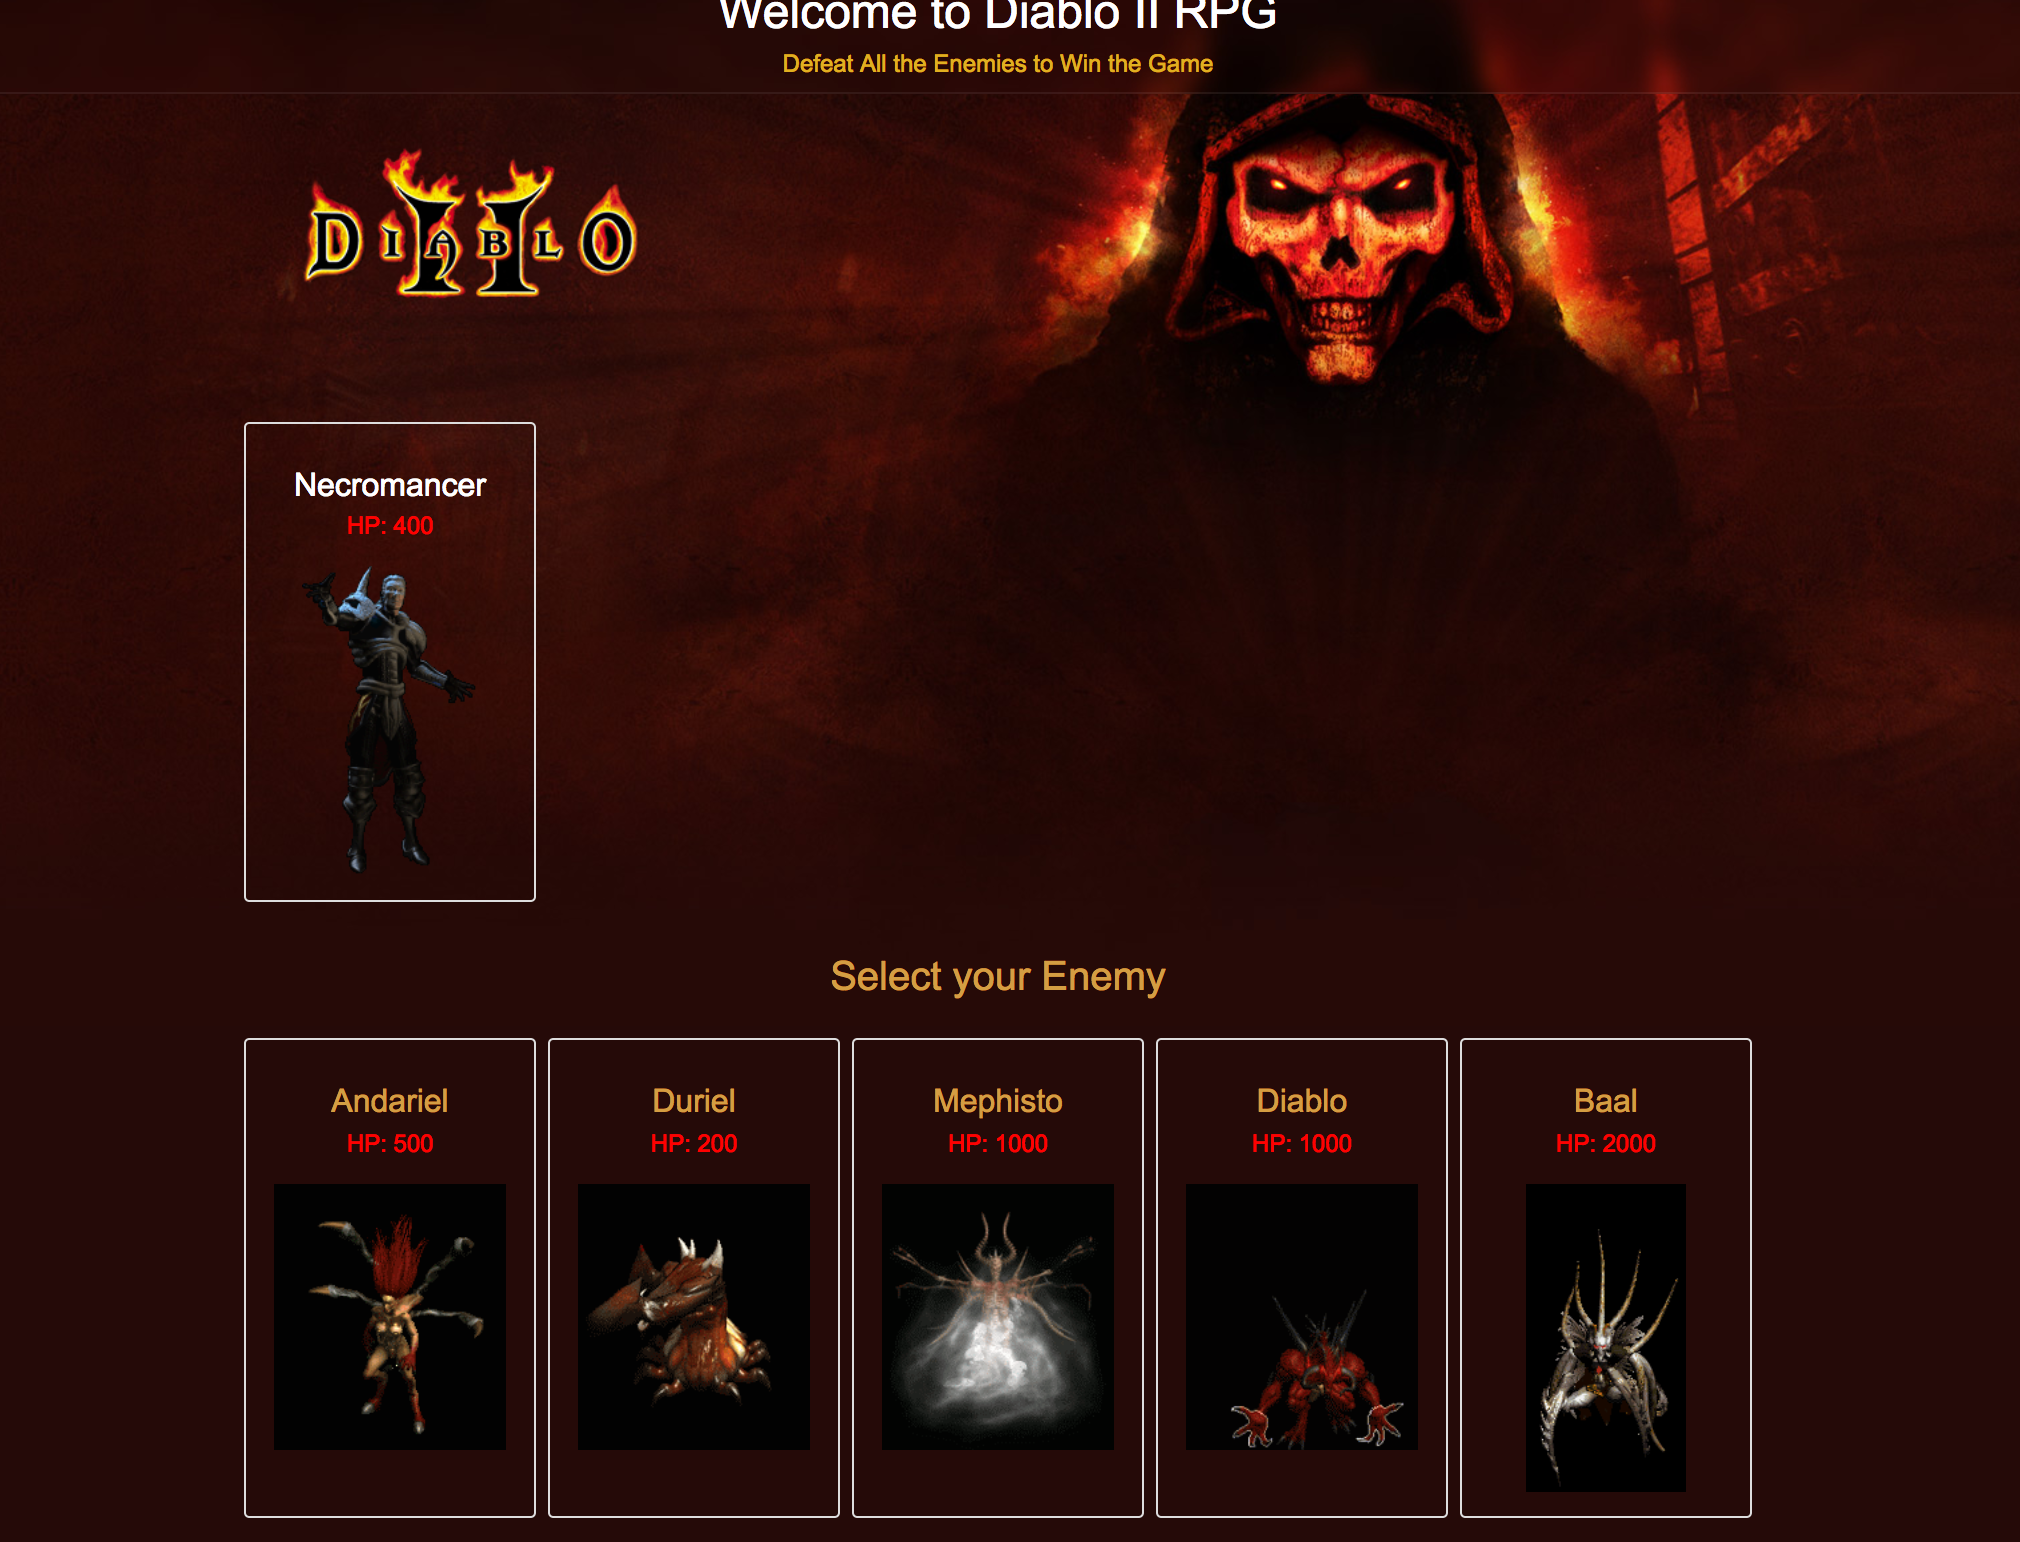 Welcome to Diablo II RPG
Defeat All the Enemies to Win the Game
DIABLO II
Necromancer
HP: 400
Select your Enemy
Andariel
HP: 500
Duriel
HP: 200
Mephisto
HP: 1000
Diablo
HP: 1000
Baal
HP: 2000